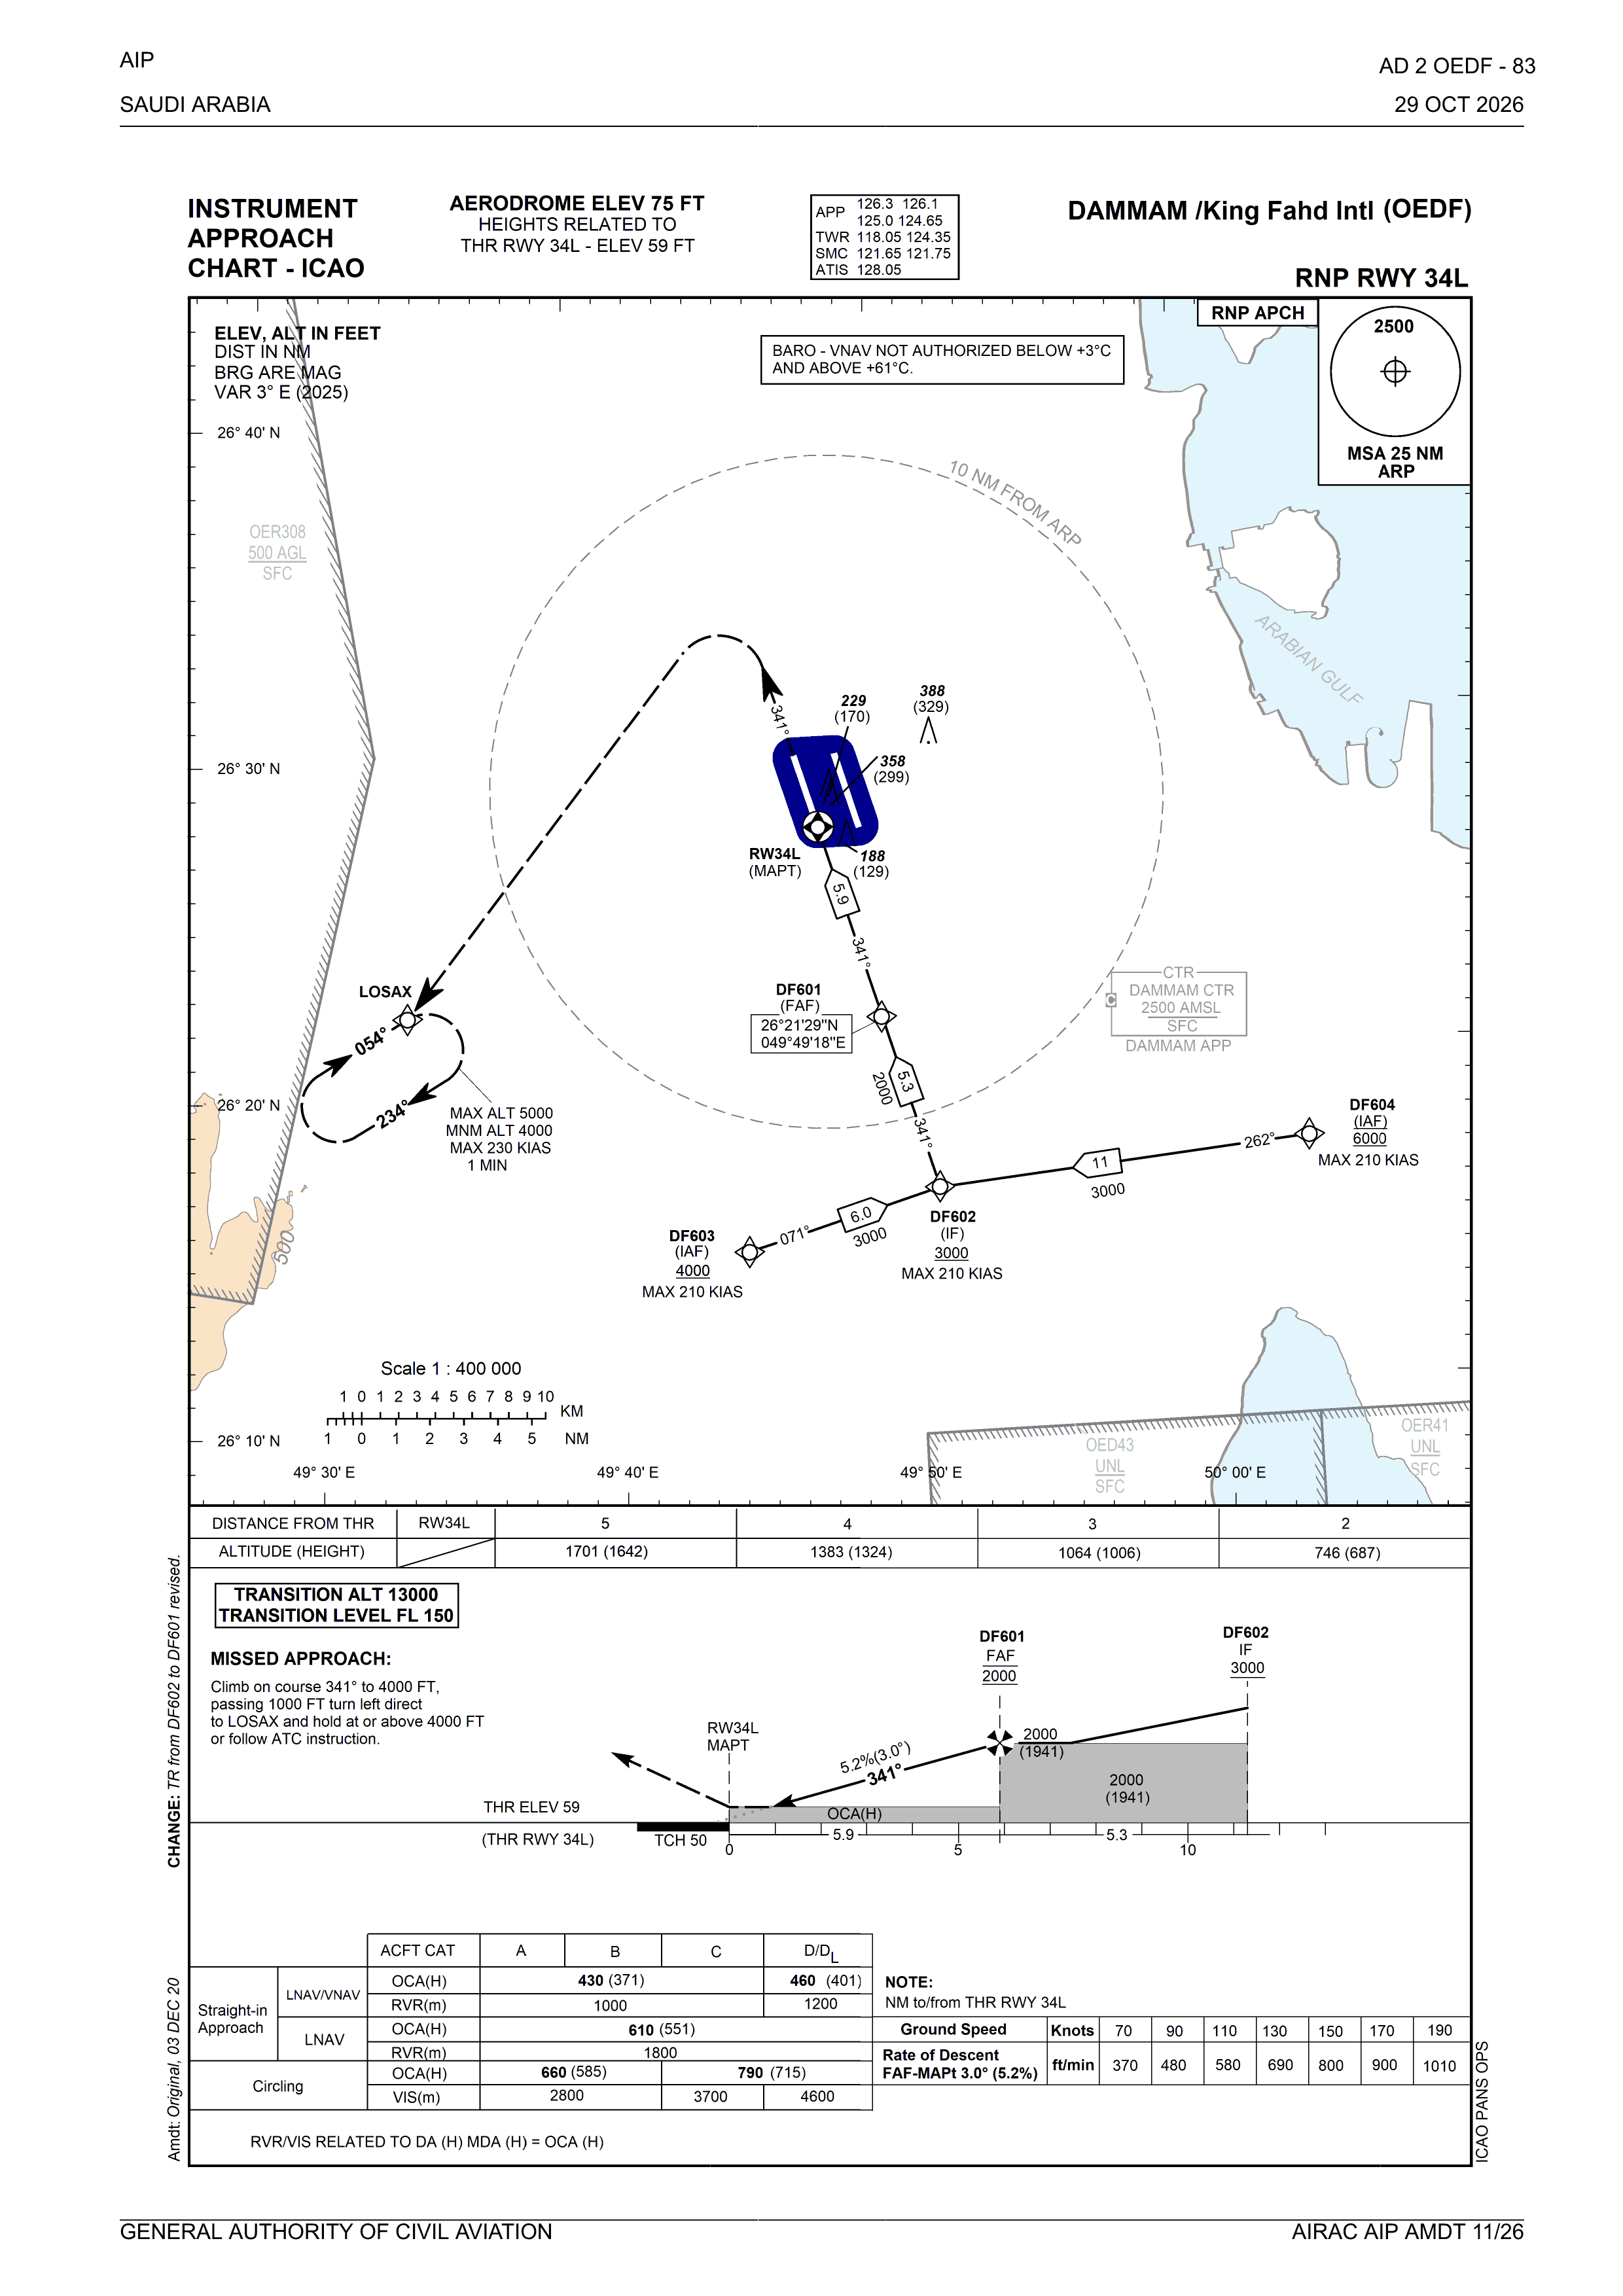 AIP
AD 2 OEDF - 83
SAUDI ARABIA
29 OCT 2026
INSTRUMENT
APPROACH
CHART - ICAO
AERODROME ELEV 75 FT
HEIGHTS RELATED TO
THR RWY 34L - ELEV 59 FT
APP 126.3 126.1
125.0 124.65
TWR 118.05 124.35
SMC 121.65 121.75
ATIS 128.05
DAMMAM /King Fahd Intl (OEDF)
RNP RWY 34L
ELEV, ALT IN FEET
DIST IN NM
BRG ARE MAG
VAR 3° E (2025)
BARO - VNAV NOT AUTHORIZED BELOW +3°C
AND ABOVE +61°C.
RNP APCH
2500
MSA 25 NM
ARP
26° 40' N
10 NM FROM ARP
OER308
500 AGL
SFC
ARABIAN GULF
341°
229
(170)
388
(329)
358
(299)
26° 30' N
RW34L
(MAPT)
188
(129)
5.9
341°
LOSAX
054°
234°
DF601
(FAF)
26°21'29"N
049°49'18"E
CTR
C
DAMMAM CTR
2500 AMSL
SFC
DAMMAM APP
5.3
2000
341°
26° 20' N
MAX ALT 5000
MNM ALT 4000
MAX 230 KIAS
1 MIN
DF604
(IAF)
6000
MAX 210 KIAS
262°
11
3000
500
DF603
(IAF)
4000
MAX 210 KIAS
071°
6.0
3000
DF602
(IF)
3000
MAX 210 KIAS
Scale 1 : 400 000
1 0 1 2 3 4 5 6 7 8 9 10
KM
1 0 1 2 3 4 5 NM
26° 10' N
OED43
UNL
SFC
OER41
UNL
SFC
49° 30' E
49° 40' E
49° 50' E
50° 00' E
DISTANCE FROM THR RW34L 5 4 3 2
ALTITUDE (HEIGHT) 1701 (1642) 1383 (1324) 1064 (1006) 746 (687)
TRANSITION ALT 13000
TRANSITION LEVEL FL 150
MISSED APPROACH:
Climb on course 341° to 4000 FT,
passing 1000 FT turn left direct
to LOSAX and hold at or above 4000 FT
or follow ATC instruction.
DF601
FAF
2000
DF602
IF
3000
RW34L
MAPT
5.2%(3.0°)
341°
2000
(1941)
2000
(1941)
OCA(H)
THR ELEV 59
(THR RWY 34L)
TCH 50
5.9
5.3
0 5 10
CHANGE: TR from DF602 to DF601 revised.
Amdt: Original, 03 DEC 20
ACFT CAT A B C D/DL
Straight-in
Approach
LNAV/VNAV
OCA(H) 430 (371) 460 (401)
RVR(m) 1000 1200
LNAV
OCA(H) 610 (551)
RVR(m) 1800
Circling
OCA(H) 660 (585) 790 (715)
VIS(m) 2800 3700 4600
NOTE:
NM to/from THR RWY 34L
Ground Speed Knots 70 90 110 130 150 170 190
Rate of Descent
FAF-MAPt 3.0° (5.2%)
ft/min 370 480 580 690 800 900 1010
RVR/VIS RELATED TO DA (H) MDA (H) = OCA (H)
ICAO PANS OPS
GENERAL AUTHORITY OF CIVIL AVIATION
AIRAC AIP AMDT 11/26